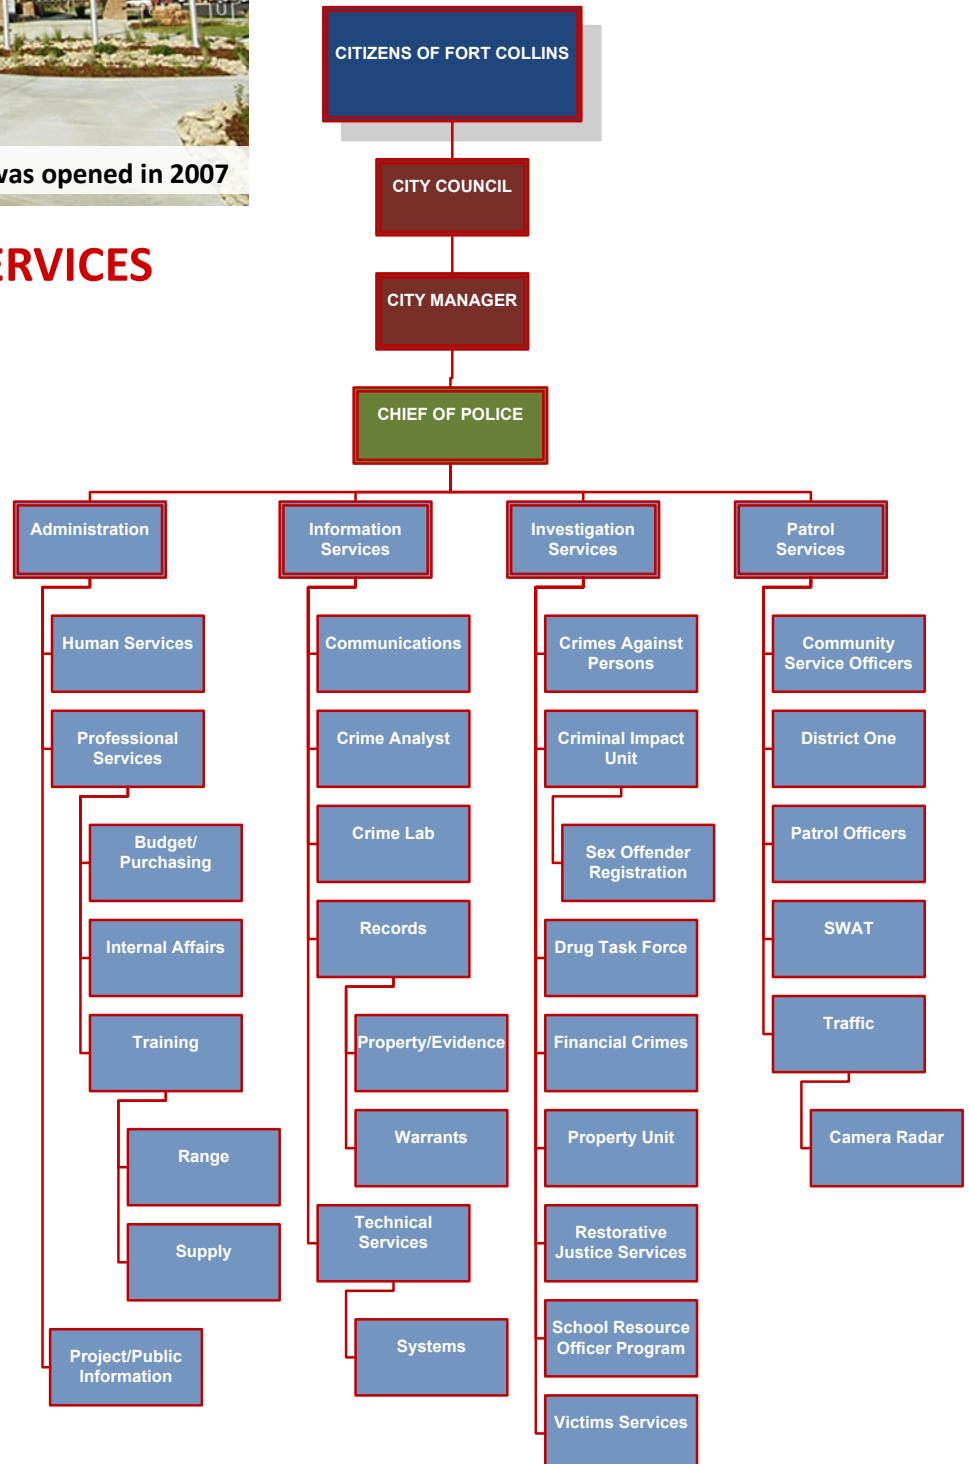 was opened in 2007
ERVICES
CITIZENS OF FORT COLLINS
CITY COUNCIL
CITY MANAGER
CHIEF OF POLICE
Administration
Human Services
Professional
Services
Budget/
Purchasing
Internal Affairs
Training
Range
Supply
Project/Public
Information
Information
Services
Communications
Crime Analyst
Crime Lab
Records
Property/Evidence
Warrants
Technical
Services
Systems
Investigation
Services
Crimes Against
Persons
Criminal Impact
Unit
Sex Offender
Registration
Drug Task Force
Financial Crimes
Property Unit
Restorative
Justice Services
School Resource
Officer Program
Victims Services
Patrol
Services
Community
Service Officers
District One
Patrol Officers
SWAT
Traffic
Camera Radar